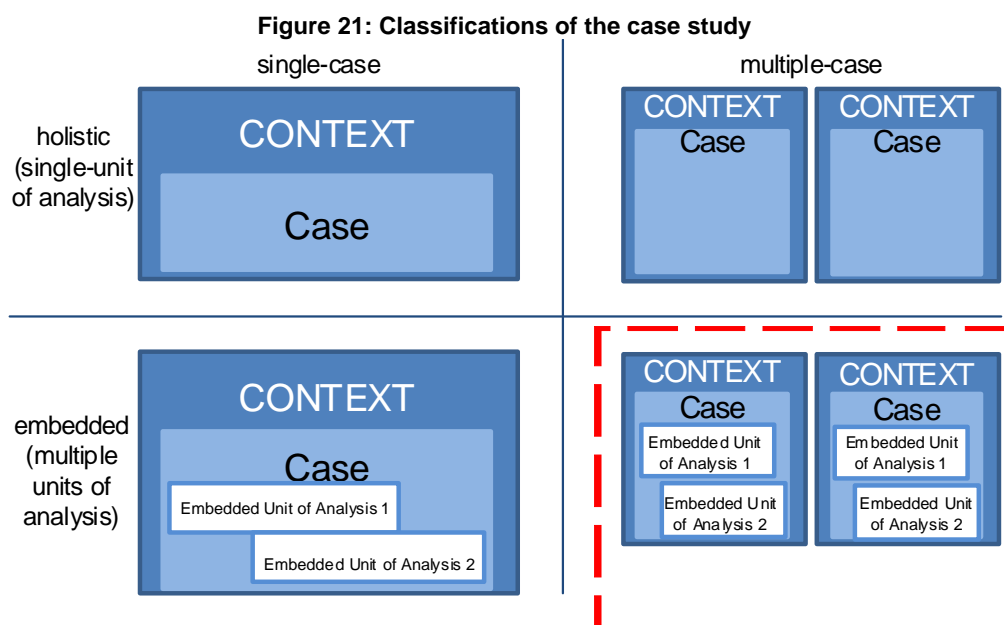 Figure 21: Classifications of the case study
single-case
multiple-case
holistic
(single-unit
of analysis)
CONTEXT
Case
CONTEXT
Case
CONTEXT
Case
embedded
(multiple
units of
analysis)
CONTEXT
Case
Embedded Unit of Analysis 1
Embedded Unit of Analysis 2
CONTEXT
Case
Embedded Unit
of Analysis 1
Embedded Unit
of Analysis 2
CONTEXT
Case
Embedded Unit
of Analysis 1
Embedded Unit
of Analysis 2